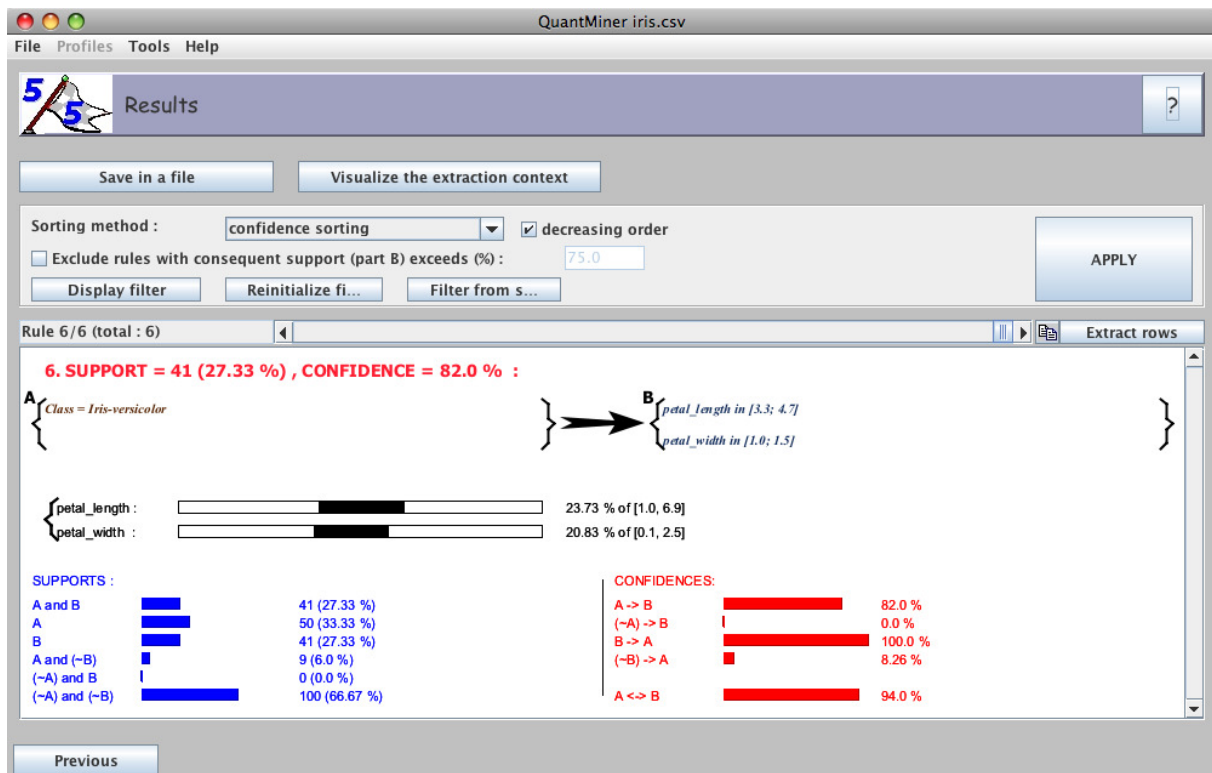 QuantMiner iris.csv
File Profiles Tools Help
5
5
Results
?
Save in a file Visualize the extraction context
Sorting method : confidence sorting decreasing order
Exclude rules with consequent support (part B) exceeds (%) : 75.0
APPLY
Display filter Reinitialize fi... Filter from s...
Rule 6/6 (total : 6) Extract rows
6. SUPPORT = 41 (27.33 %) , CONFIDENCE = 82.0 % :
A Class = Iris-versicolor B petal_length in [3.3; 4.7]
petal_width in [1.0; 1.5]
petal_length : 23.73 % of [1.0, 6.9]
petal_width : 20.83 % of [0.1, 2.5]
SUPPORTS : CONFIDENCES:
A and B 41 (27.33 %) A -> B 82.0 %
A 50 (33.33 %) (~A) -> B 0.0 %
B 41 (27.33 %) B -> A 100.0 %
A and (~B) 9 (6.0 %) (~B) -> A 8.26 %
(~A) and B 0 (0.0 %)
(~A) and (~B) 100 (66.67 %) A <-> B 94.0 %
Previous